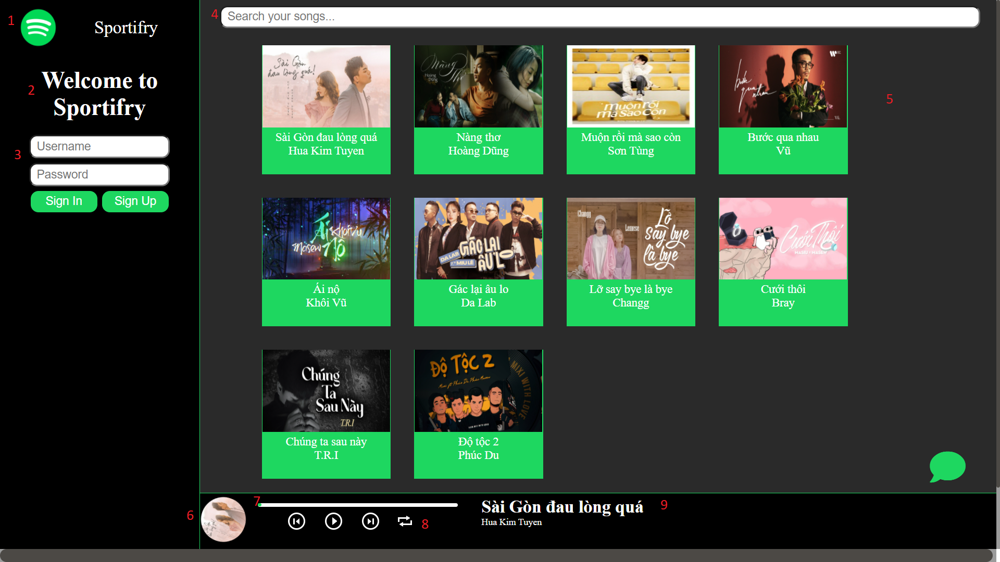 1
Sportifry
2
Welcome to
Sportifry
3
Username
Password
Sign In
Sign Up
4
Search your songs...
5
Sài Gòn
đau lòng quá!
Sài Gòn đau lòng quá
Hua Kim Tuyen
Nàng
Thơ
Hoàng
Dũng
Nàng thơ
Hoàng Dũng
muộn rồi
mà sao còn
Muộn rồi mà sao còn
Sơn Tùng
bước
qua
nhau
Vũ.
Bước qua nhau
Vũ
Ái
Khôi Vũ
Masew
Nộ
Ái nộ
Khôi Vũ
GÁC LẠI
ÂU LO
DA LAB
MIU LÊ
Gác lại âu lo
Da Lab
Changg
Lemese
Lỡ
say bye
là bye
Lỡ say bye là bye
Changg
Cưới Thôi
MASIU × MASEW
Cưới thôi
Bray
Chúng
Ta
Sau Này
T.R.I
Chúng ta sau này
T.R.I
ĐỘ TỘC 2
Mixi ft Phúc Du Pháo Masew
MIXI WITH LOVE
Độ tộc 2
Phúc Du
6
7
8
Sài Gòn đau lòng quá
Hua Kim Tuyen
9